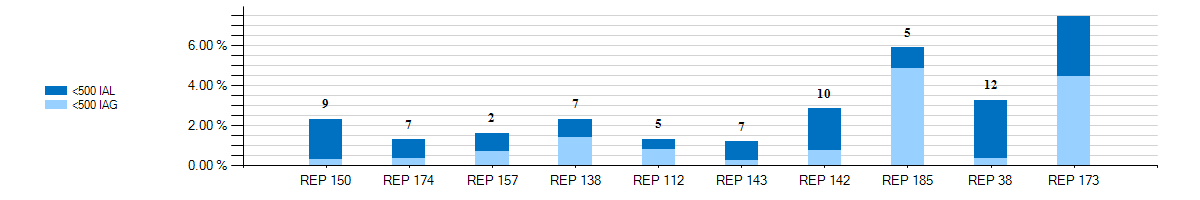 6.00 %
4.00 %
2.00 %
0.00 %
<500 IAL
<500 IAG
9
7
2
7
5
7
10
5
12
REP 150
REP 174
REP 157
REP 138
REP 112
REP 143
REP 142
REP 185
REP 38
REP 173